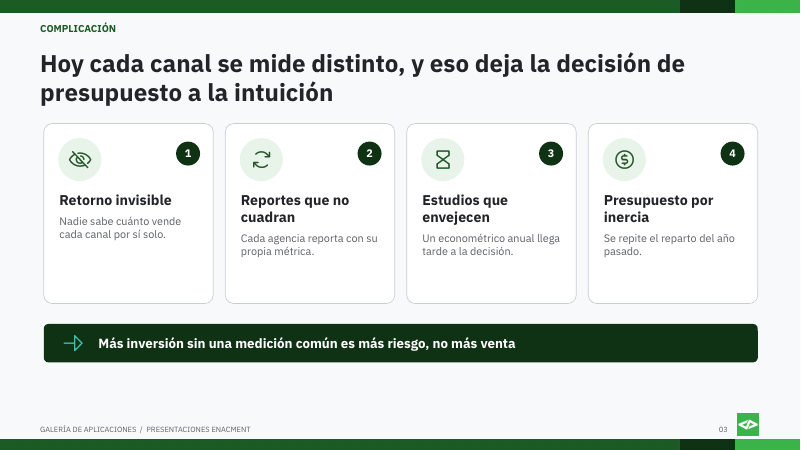 COMPLICACIÓN
Hoy cada canal se mide distinto, y eso deja la decisión de
presupuesto a la intuición
1
Retorno invisible
Nadie sabe cuánto vende
cada canal por sí solo.
2
Reportes que no
cuadran
Cada agencia reporta con su
propia métrica.
3
Estudios que
envejecen
Un econométrico anual llega
tarde a la decisión.
4
Presupuesto por
inercia
Se repite el reparto del año
pasado.
Más inversión sin una medición común es más riesgo, no más venta
GALERÍA DE APLICACIONES / PRESENTACIONES ENACMENT
03
</>